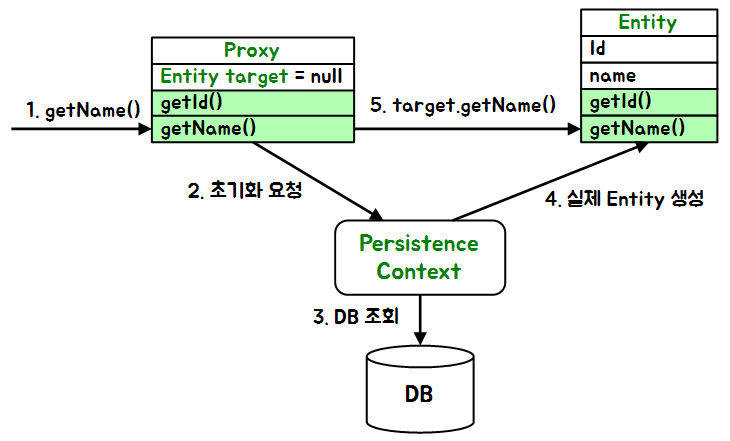 Proxy
Entity target = null
getId()
getName()
Entity
Id
name
getId()
getName()
1. getName()
5. target.getName()
2. 초기화 요청
4. 실제 Entity 생성
Persistence
Context
3. DB 조회
DB